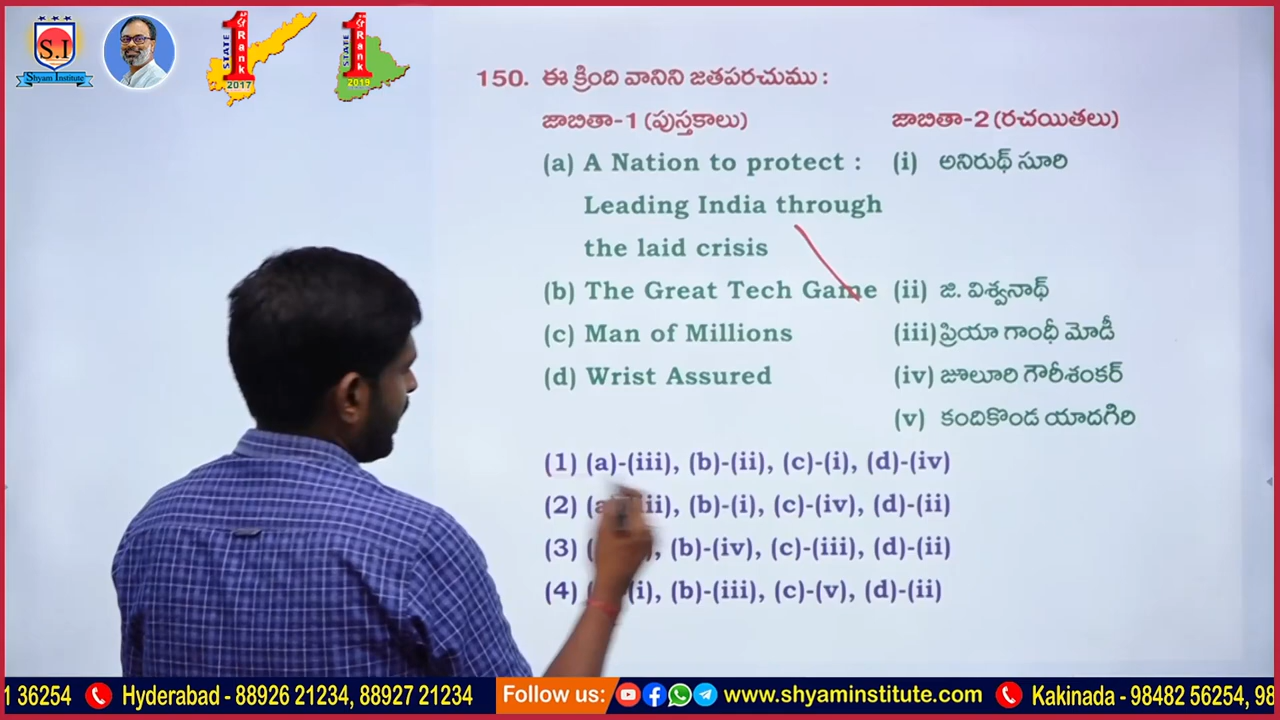 S.I
Shyam Institute
STATE 1st Rank 2017
STATE 1st Rank 2019
150. ఈ క్రింది వానిని జతపరచుము :
జాబితా-1 (పుస్తకాలు) జాబితా-2 (రచయితలు)
(a) A Nation to protect : (i) అనిరుథ్ సూరి
Leading India through
the laid crisis
(b) The Great Tech Game (ii) జి. విశ్వనాథ్
(c) Man of Millions (iii) ప్రియా గాంధీ మోడీ
(d) Wrist Assured (iv) జూలూరి గౌరీశంకర్
(v) కందికొండ యాదగిరి
(1) (a)-(iii), (b)-(ii), (c)-(i), (d)-(iv)
(2) (b)-(i), (c)-(iv), (d)-(ii)
(3) (b)-(iv), (c)-(iii), (d)-(ii)
(4) (i), (b)-(iii), (c)-(v), (d)-(ii)
1 36254 Hyderabad - 88926 21234, 88927 21234 Follow us: www.shyaminstitute.com Kakinada - 98482 56254, 98